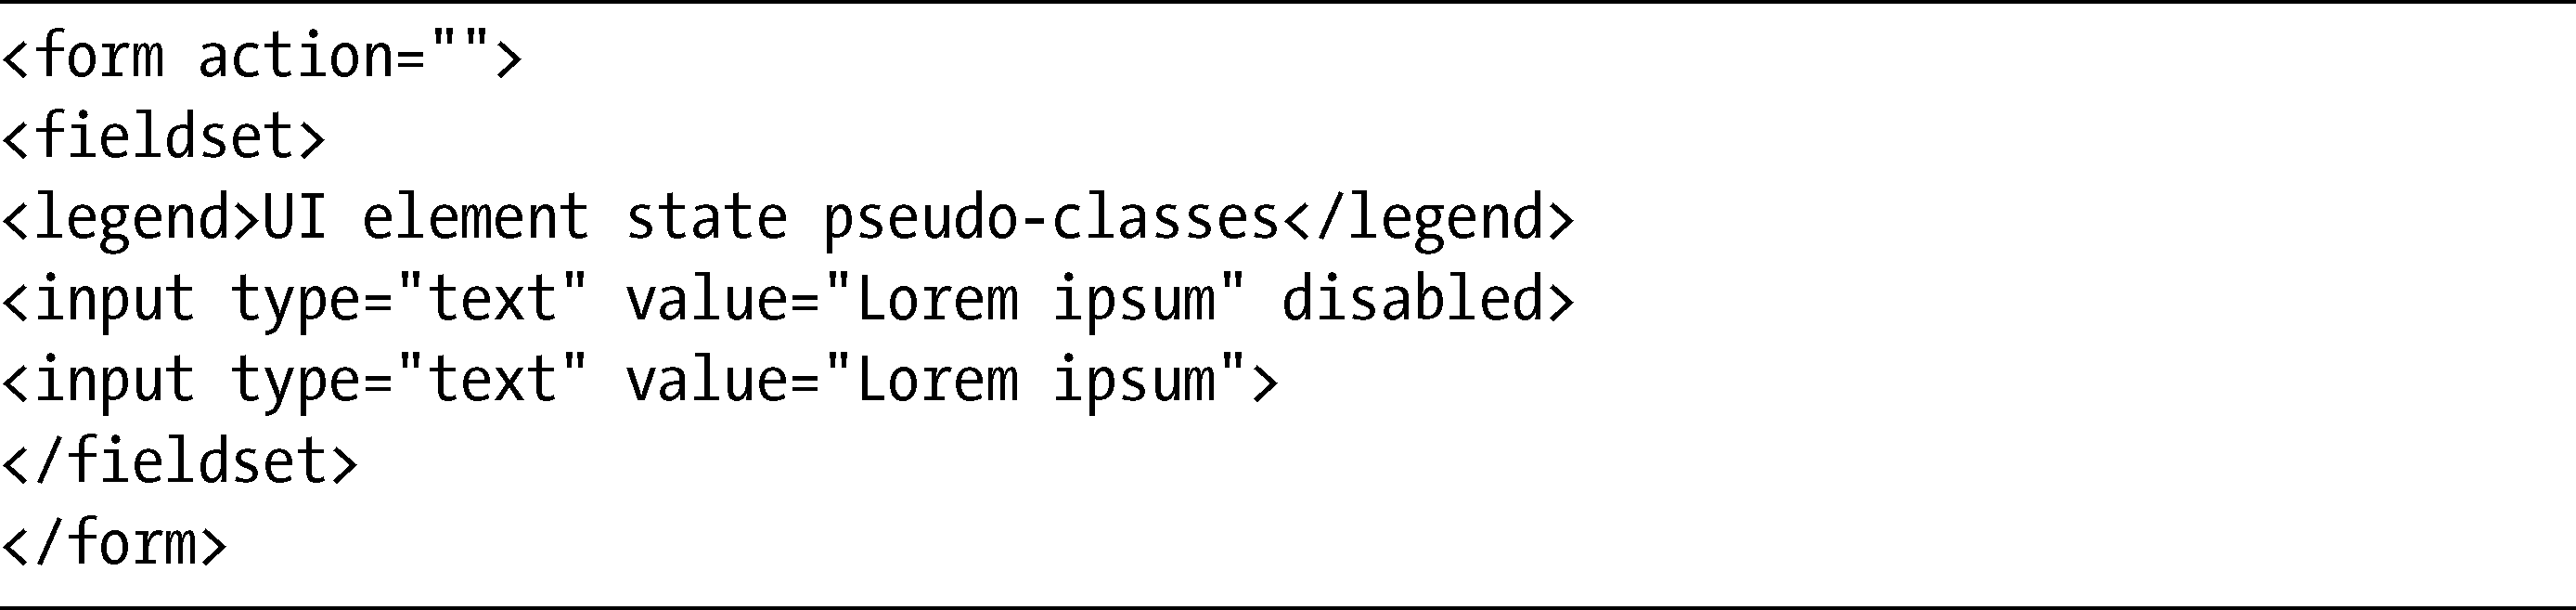 <form action="">
<fieldset>
<legend>UI element state pseudo-classes</legend>
<input type="text" value="Lorem ipsum" disabled>
<input type="text" value="Lorem ipsum">
</fieldset>
</form>